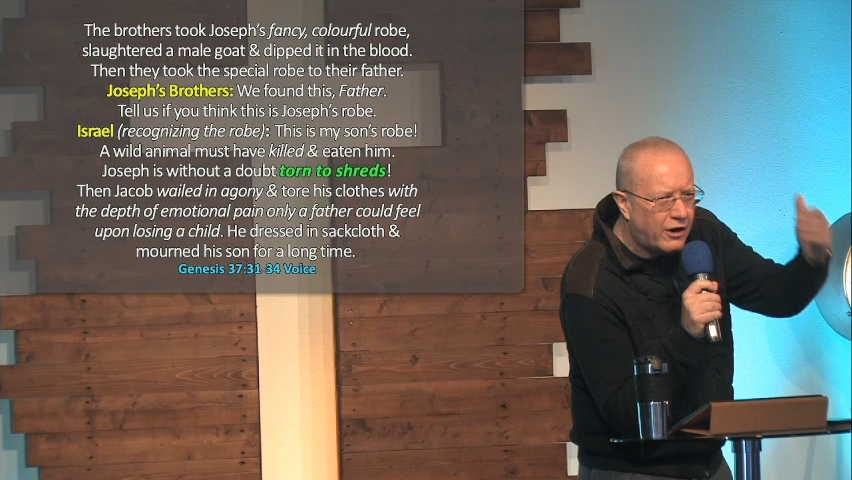 The brothers took Joseph's fancy, colourful robe,
slaughtered a male goat & dipped it in the blood.
Then they took the special robe to their father.
Joseph's Brothers: We found this, Father.
Tell us if you think this is Joseph's robe.
Israel (recognizing the robe): This is my son's robe!
A wild animal must have killed & eaten him.
Joseph is without a doubt torn to shreds!
Then Jacob wailed in agony & tore his clothes with
the depth of emotional pain only a father could feel
upon losing a child. He dressed in sackcloth &
mourned his son for a long time.
Genesis 37:31-34 Voice